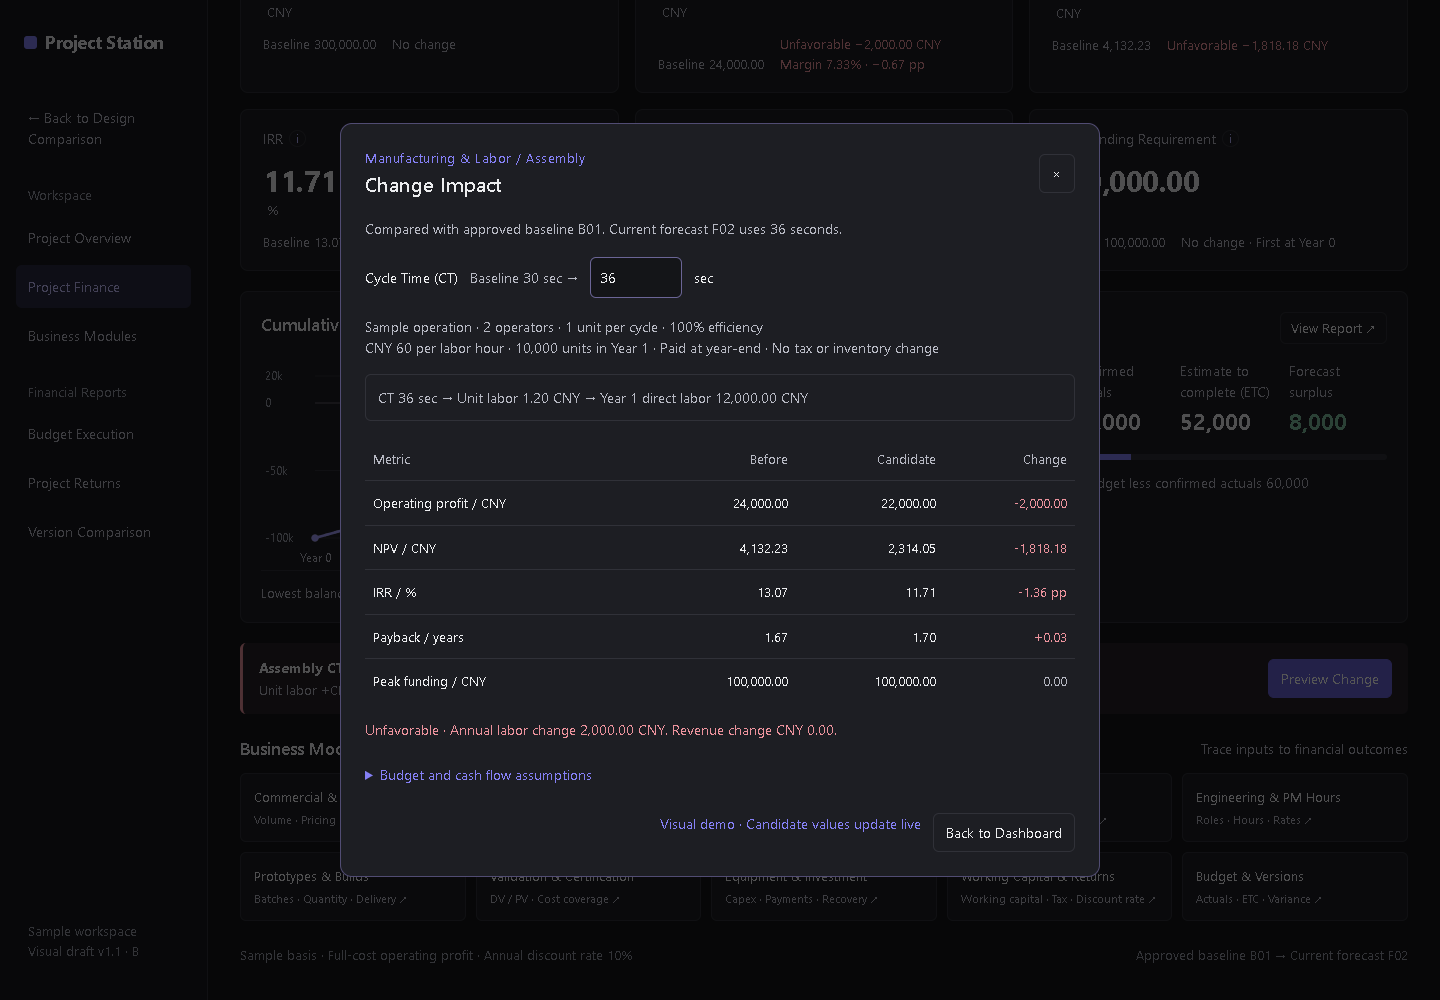 Project Station
← Back to Design
Comparison
Workspace
Project Overview
Project Finance
Business Modules
Financial Reports
Budget Execution
Project Returns
Version Comparison
Sample workspace
Visual draft v1.1 · B
CNY
Baseline 300,000.00 No change
CNY
Unfavorable −2,000.00 CNY
Baseline 24,000.00 Margin 7.33% · −0.67 pp
CNY
Baseline 4,132.23 Unfavorable −1,818.18 CNY
IRR i
11.71
%
Baseline 13.0
nding Requirement i
,000.00
100,000.00 No change · First at Year 0
Manufacturing & Labor / Assembly
Change Impact
×
Compared with approved baseline B01. Current forecast F02 uses 36 seconds.
Cycle Time (CT) Baseline 30 sec → 36 sec
Sample operation · 2 operators · 1 unit per cycle · 100% efficiency
CNY 60 per labor hour · 10,000 units in Year 1 · Paid at year-end · No tax or inventory change
CT 36 sec → Unit labor 1.20 CNY → Year 1 direct labor 12,000.00 CNY
Metric Before Candidate Change
Operating profit / CNY 24,000.00 22,000.00 -2,000.00
NPV / CNY 4,132.23 2,314.05 -1,818.18
IRR / % 13.07 11.71 -1.36 pp
Payback / years 1.67 1.70 +0.03
Peak funding / CNY 100,000.00 100,000.00 0.00
Unfavorable · Annual labor change 2,000.00 CNY. Revenue change CNY 0.00.
▶ Budget and cash flow assumptions
Visual demo · Candidate values update live
Back to Dashboard
Cumulativ
20k
0
-50k
-100k
Year 0
Lowest balan
View Report ↗
rmed
als
000
Estimate to
complete (ETC)
52,000
Forecast
surplus
8,000
dget less confirmed actuals 60,000
Assembly CT
Unit labor +C
Preview Change
Business Mo
Trace inputs to financial outcomes
Commercial &
Volume · Pricing
Engineering & PM Hours
Roles · Hours · Rates ↗
Prototypes & Builds
Batches · Quantity · Delivery ↗
Validation & Certification
DV / PV · Cost coverage ↗
Equipment & Investment
Capex · Payments · Recovery ↗
Working Capital & Returns
Working capital · Tax · Discount rate ↗
Budget & Versions
Actuals · ETC · Variance ↗
Sample basis · Full-cost operating profit · Annual discount rate 10%
Approved baseline B01 → Current forecast F02